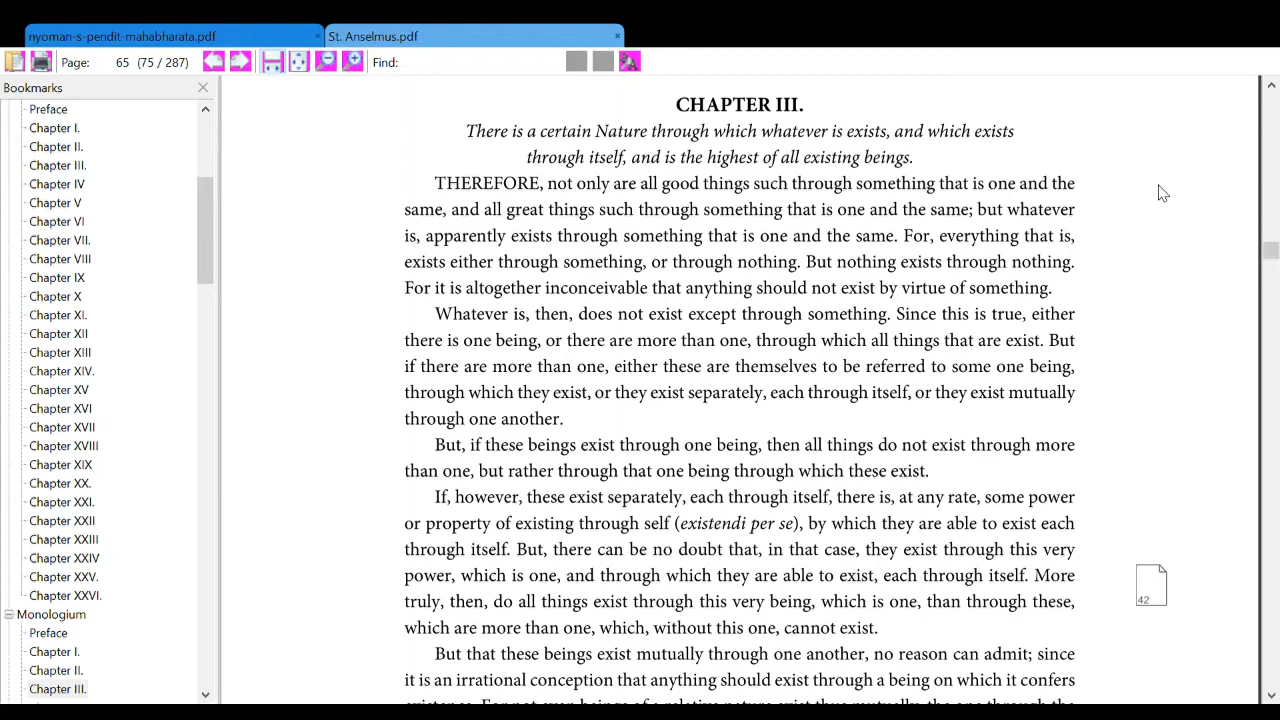 nyoman-s-pendit-mahabharata.pdf
St. Anselmus.pdf
Page: 65 (75 / 287)
Find:
Bookmarks
Preface
Chapter I.
Chapter II.
Chapter III.
Chapter IV
Chapter V
Chapter VI
Chapter VII.
Chapter VIII
Chapter IX
Chapter X
Chapter XI.
Chapter XII
Chapter XIII
Chapter XIV.
Chapter XV
Chapter XVI
Chapter XVII
Chapter XVIII
Chapter XIX
Chapter XX.
Chapter XXI.
Chapter XXII
Chapter XXIII
Chapter XXIV
Chapter XXV.
Chapter XXVI.
Monologium
Preface
Chapter I.
Chapter II.
Chapter III.
CHAPTER III.
There is a certain Nature through which whatever is exists, and which exists
through itself, and is the highest of all existing beings.
THEREFORE, not only are all good things such through something that is one and the
same, and all great things such through something that is one and the same; but whatever
is, apparently exists through something that is one and the same. For, everything that is,
exists either through something, or through nothing. But nothing exists through nothing.
For it is altogether inconceivable that anything should not exist by virtue of something.
Whatever is, then, does not exist except through something. Since this is true, either
there is one being, or there are more than one, through which all things that are exist. But
if there are more than one, either these are themselves to be referred to some one being,
through which they exist, or they exist separately, each through itself, or they exist mutually
through one another.
But, if these beings exist through one being, then all things do not exist through more
than one, but rather through that one being through which these exist.
If, however, these exist separately, each through itself, there is, at any rate, some power
or property of existing through self (existendi per se), by which they are able to exist each
through itself. But, there can be no doubt that, in that case, they exist through this very
power, which is one, and through which they are able to exist, each through itself. More
truly, then, do all things exist through this very being, which is one, than through these,
which are more than one, which, without this one, cannot exist.
But that these beings exist mutually through one another, no reason can admit; since
it is an irrational conception that anything should exist through a being on which it confers
existence. For not even beings of a relative nature exist thus mutually, the one through the
42